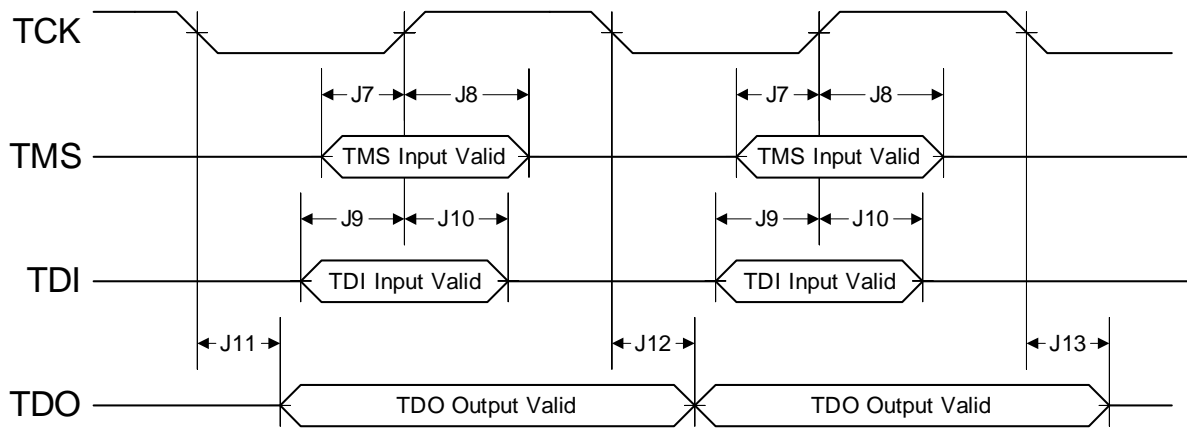 TCK
J7 J8 J7 J8
TMS TMS Input Valid TMS Input Valid
J9 J10 J9 J10
TDI TDI Input Valid TDI Input Valid
J11 J12 J13
TDO TDO Output Valid TDO Output Valid